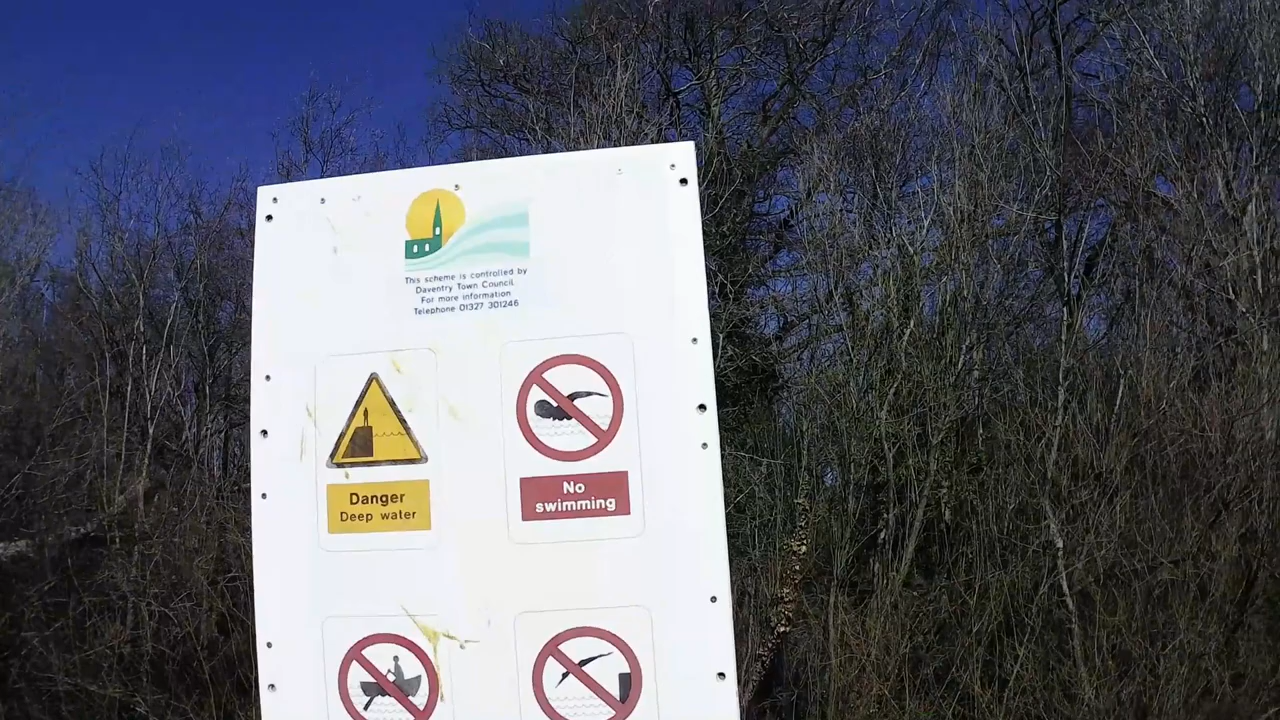 This scheme is controlled by
Daventry Town Council
For more information
Telephone 01327 301246
Danger
Deep water
No
swimming